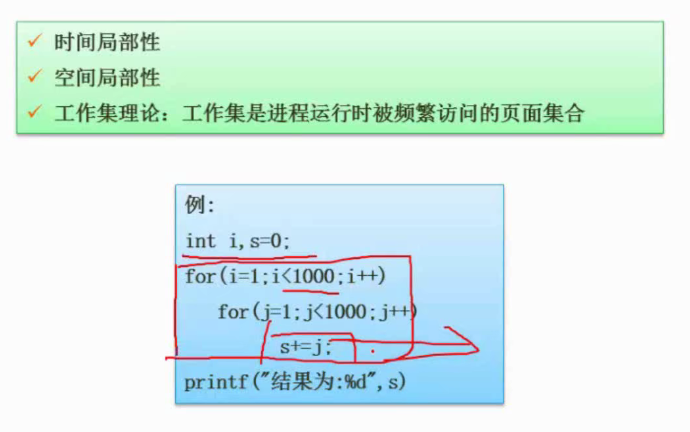 ✓ 时间局部性
✓ 空间局部性
✓ 工作集理论：工作集是进程运行时被频繁访问的页面集合
例:
int i,s=0;
for(i=1;i<1000;i++)
for(j=1;j<1000;j++)
s+=j;
printf("结果为:%d",s)